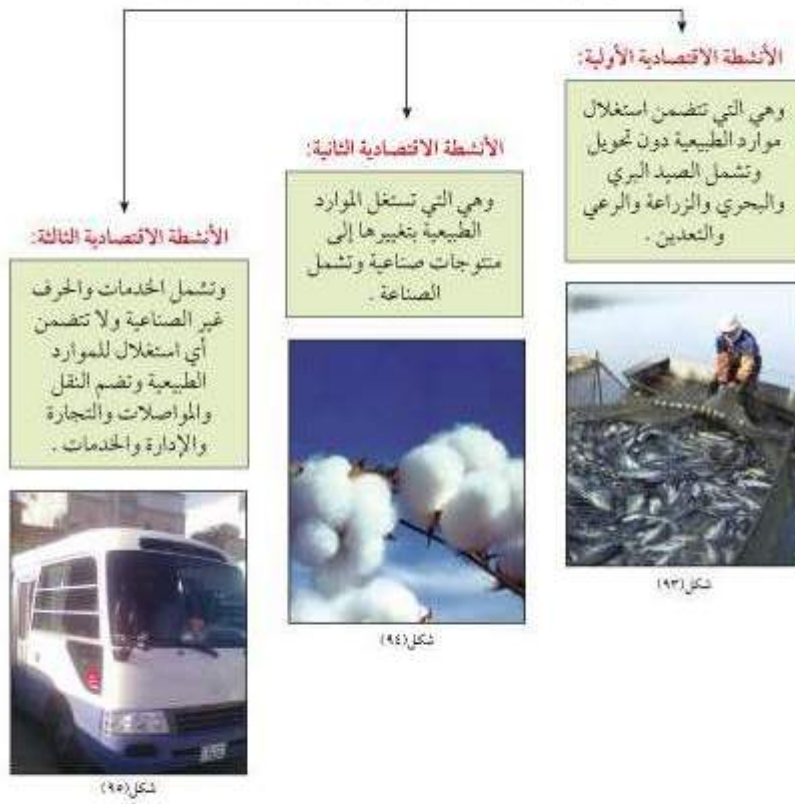 الأنشطة الاقتصادية الأولية:
وهي التي تتضمن استغلال
موارد الطبيعية دون تحويل
وتشمل الصيد البري
والبحري والزراعة والرعي
والتعدين .
شكل(٩٣)
الأنشطة الاقتصادية الثانية:
وهي التي تستغل الموارد
الطبيعية بتغييرها إلى
منتوجات صناعية وتشمل
الصناعة .
شكل(٩٤)
الأنشطة الاقتصادية الثالثة:
وتشمل الخدمات والحرف
غير الصناعية ولا تتضمن
أي استغلال للموارد
الطبيعية وتضم النقل
والمواصلات والتجارة
والإدارة والخدمات .
شكل(٩٥)